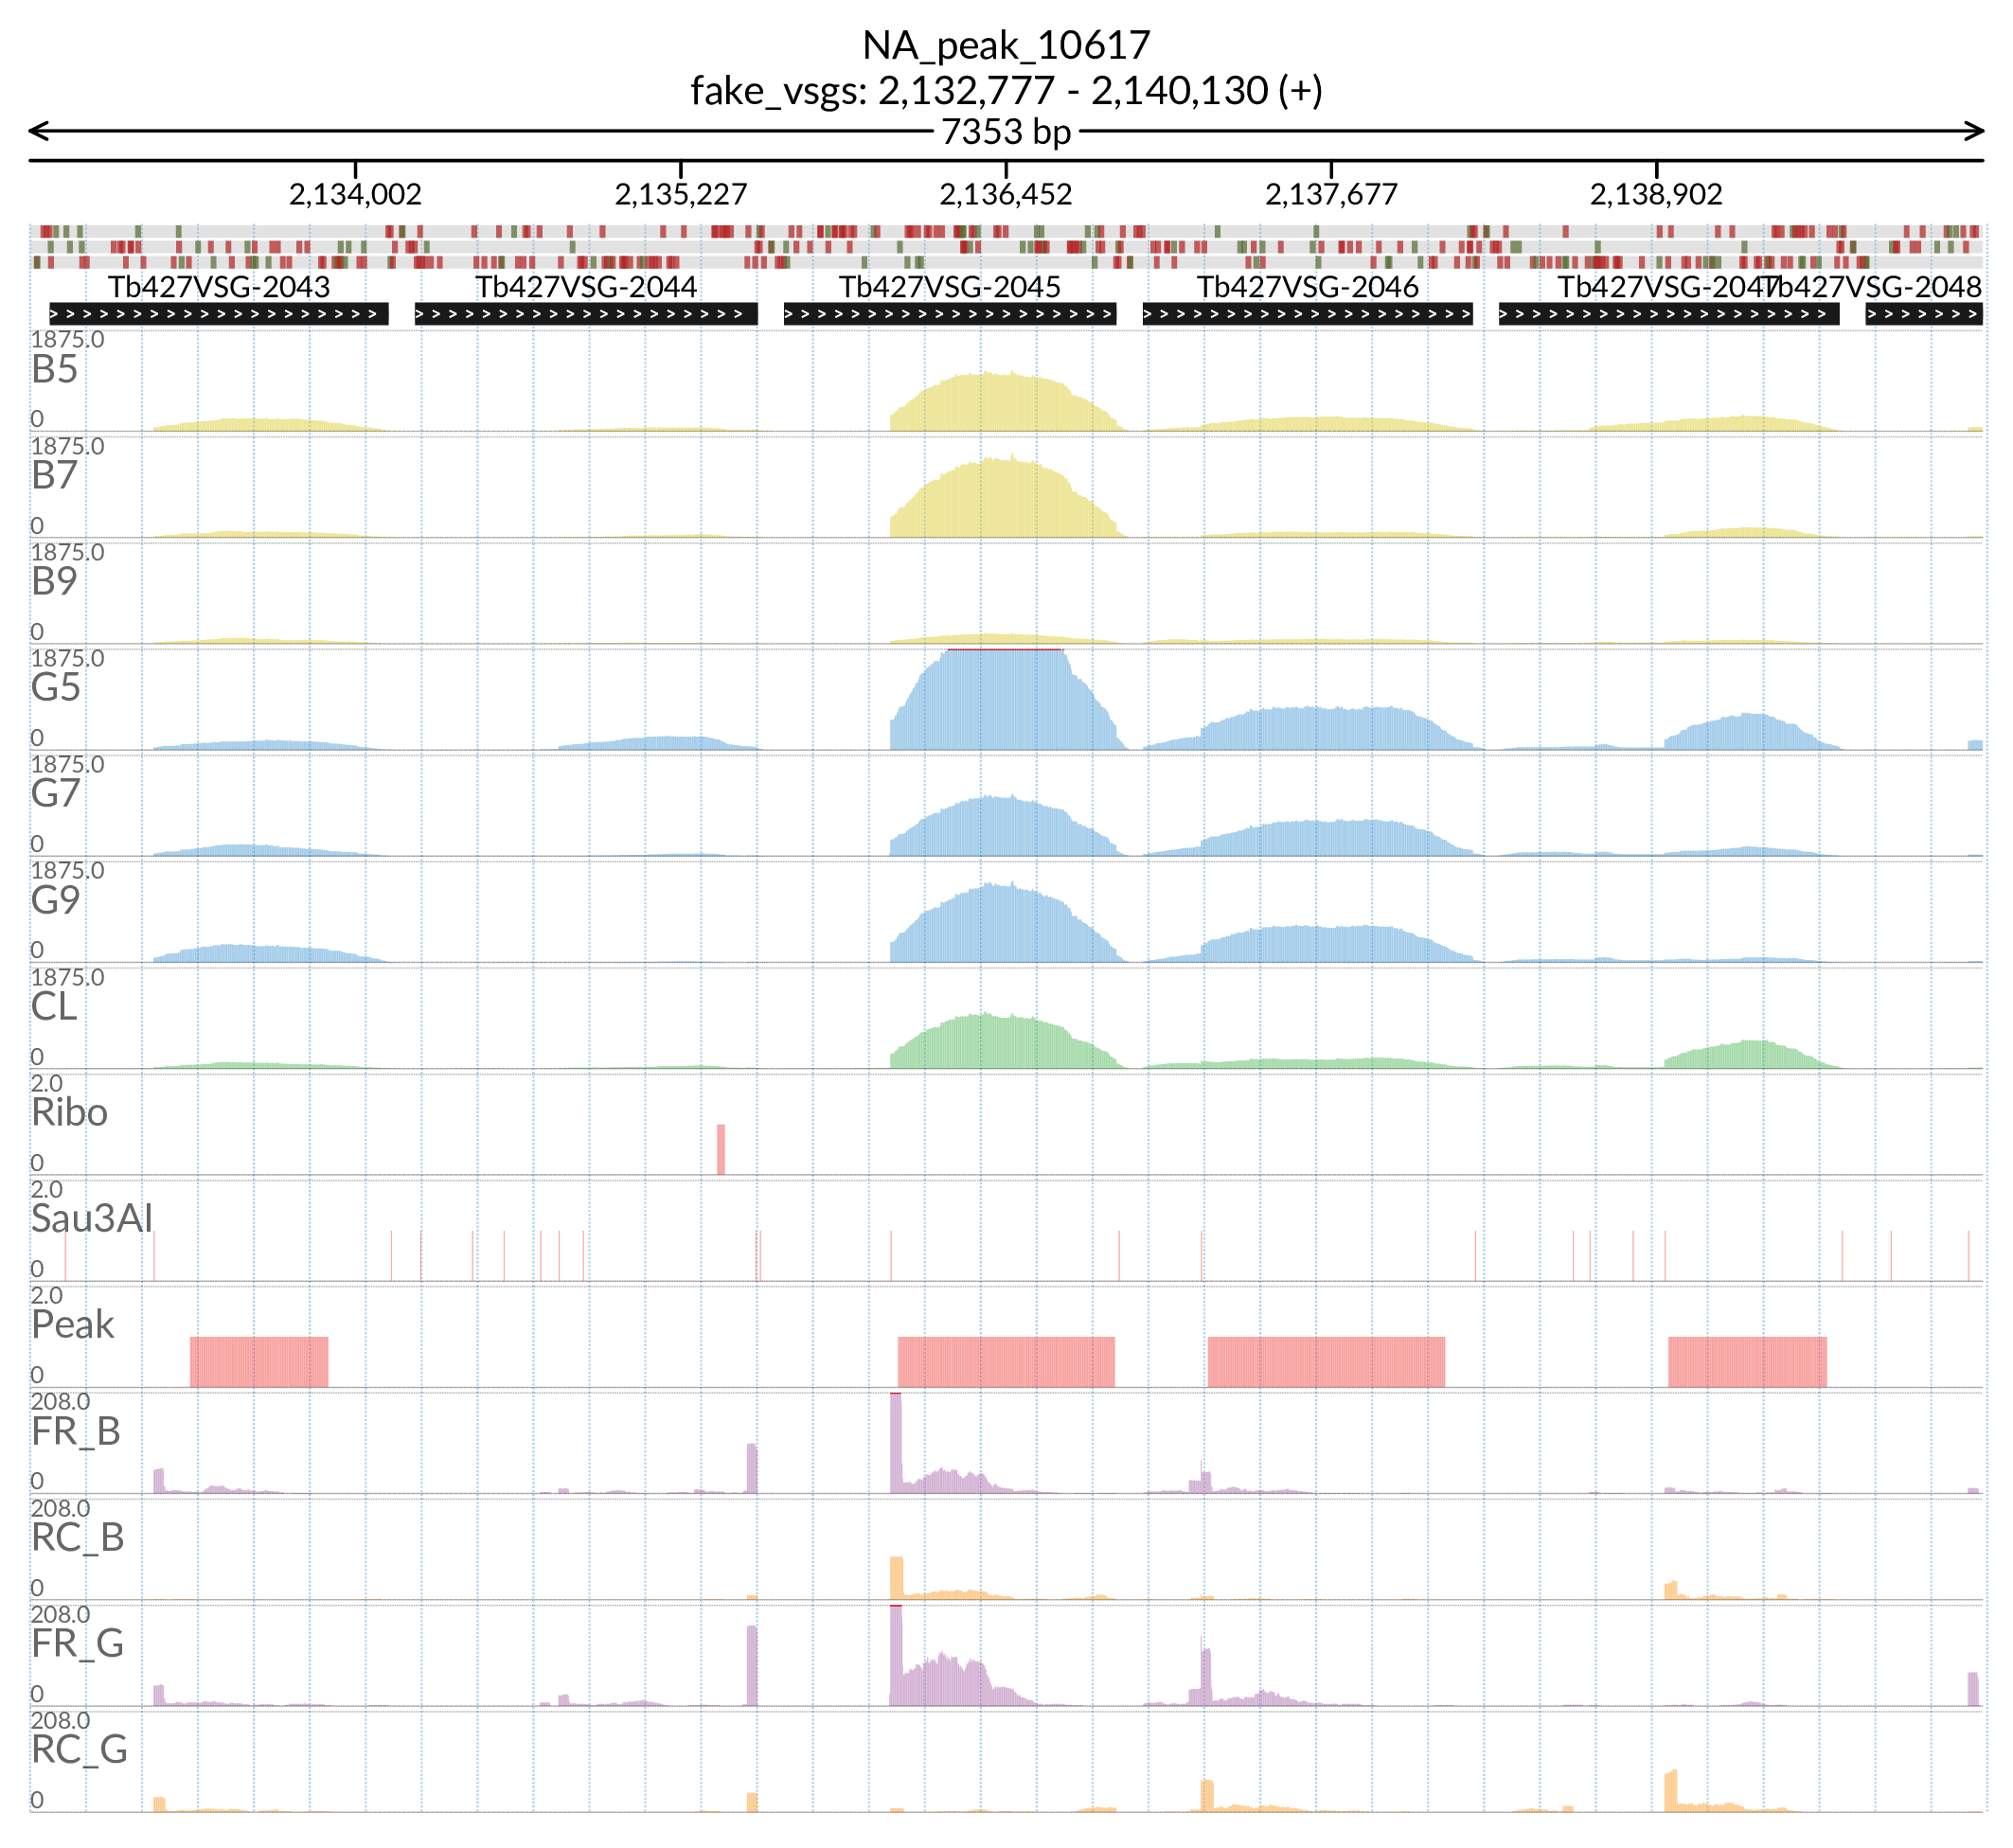 NA_peak_10617
fake_vsgs: 2,132,777 - 2,140,130 (+)
7353 bp
2,134,002 2,135,227 2,136,452 2,137,677 2,138,902
Tb427VSG-2043 Tb427VSG-2044 Tb427VSG-2045 Tb427VSG-2046 Tb427VSG-2047 Tb427VSG-2048
1875.0
B5
0
1875.0
B7
0
1875.0
B9
0
1875.0
G5
0
1875.0
G7
0
1875.0
G9
0
1875.0
CL
0
2.0
Ribo
0
2.0
Sau3AI
0
2.0
Peak
0
208.0
FR_B
0
208.0
RC_B
0
208.0
FR_G
0
208.0
RC_G
0